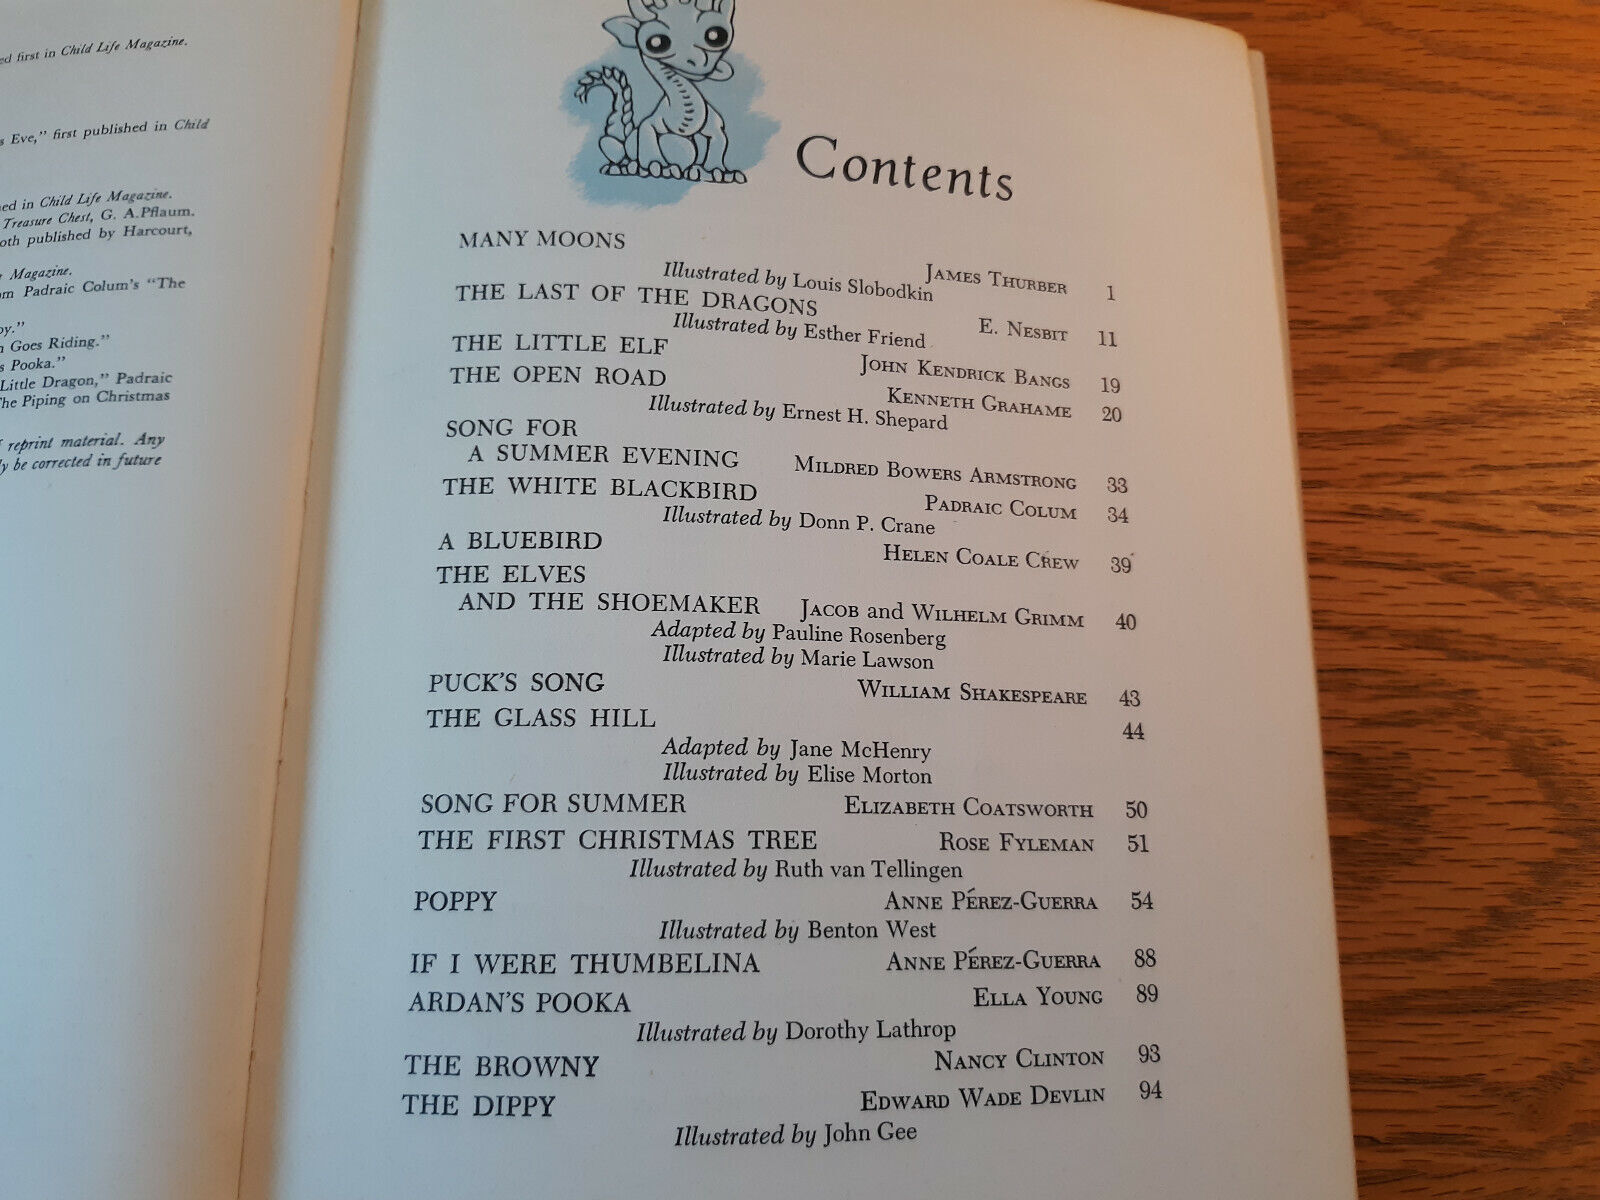 ed first in Child Life Magazine.
s Eve," first published in Child
ned in Child Life Magazine.
Treasure Chest, G. A.Pflaum.
oth published by Harcourt,
Magazine.
om Padraic Colum's "The
oy."
n Goes Riding."
s Pooka."
Little Dragon," Padraic
The Piping on Christmas
f reprint material. Any
ly be corrected in future
Contents
MANY MOONS JAMES THURBER 1
Illustrated by Louis Slobodkin
THE LAST OF THE DRAGONS E. NESBIT 11
Illustrated by Esther Friend
THE LITTLE ELF JOHN KENDRICK BANGS 19
THE OPEN ROAD KENNETH GRAHAME 20
Illustrated by Ernest H. Shepard
SONG FOR
A SUMMER EVENING MILDRED BOWERS ARMSTRONG 33
THE WHITE BLACKBIRD PADRAIC COLUM 34
Illustrated by Donn P. Crane
A BLUEBIRD HELEN COALE CREW 39
THE ELVES
AND THE SHOEMAKER JACOB and WILHELM GRIMM 40
Adapted by Pauline Rosenberg
Illustrated by Marie Lawson
PUCK'S SONG WILLIAM SHAKESPEARE 43
THE GLASS HILL 44
Adapted by Jane McHenry
Illustrated by Elise Morton
SONG FOR SUMMER ELIZABETH COATSWORTH 50
THE FIRST CHRISTMAS TREE ROSE FYLEMAN 51
Illustrated by Ruth van Tellingen
POPPY ANNE PÉREZ-GUERRA 54
Illustrated by Benton West
IF I WERE THUMBELINA ANNE PÉREZ-GUERRA 88
ARDAN'S POOKA ELLA YOUNG 89
Illustrated by Dorothy Lathrop
THE BROWNY NANCY CLINTON 93
THE DIPPY EDWARD WADE DEVLIN 94
Illustrated by John Gee